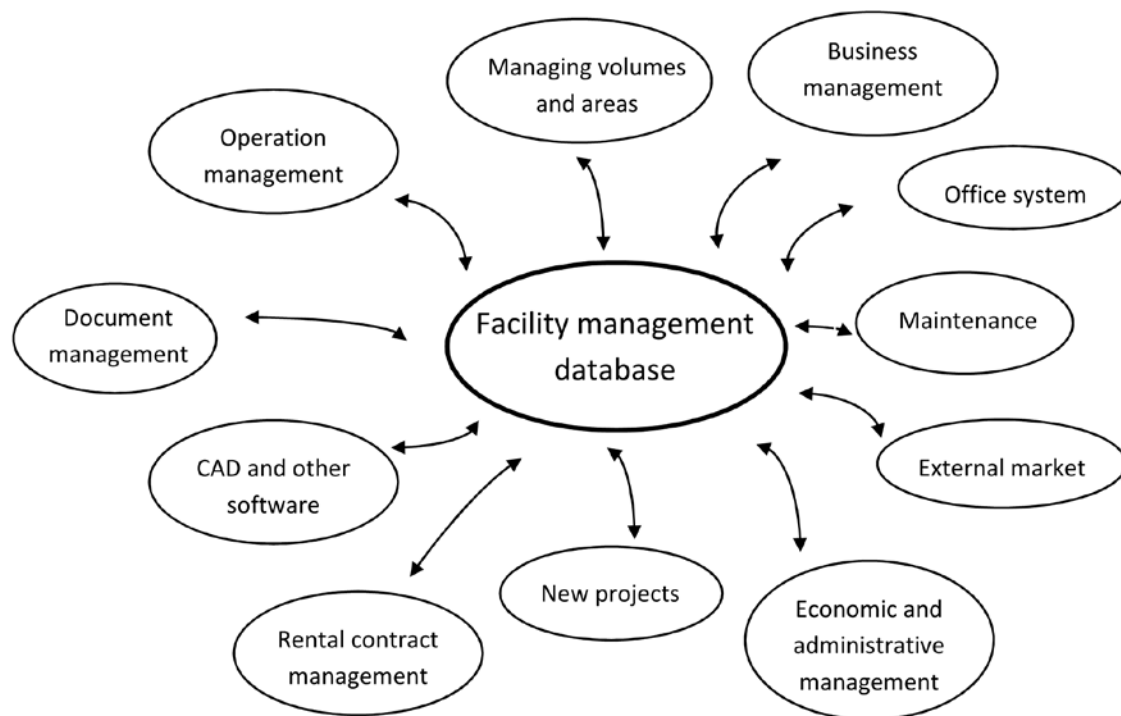 Managing volumes
and areas
Business
management
Operation
management
Office system
Facility management
database
Document
management
Maintenance
CAD and other
software
External market
New projects
Rental contract
management
Economic and
administrative
management